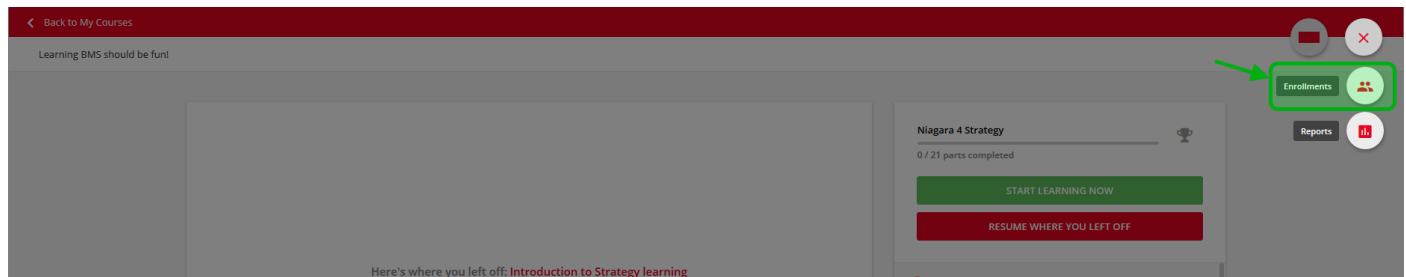 Back to My Courses
Learning BMS should be fun!
Enrollments
Niagara 4 Strategy
0 / 21 parts completed
Reports
START LEARNING NOW
RESUME WHERE YOU LEFT OFF
Here's where you left off: Introduction to Strategy learning